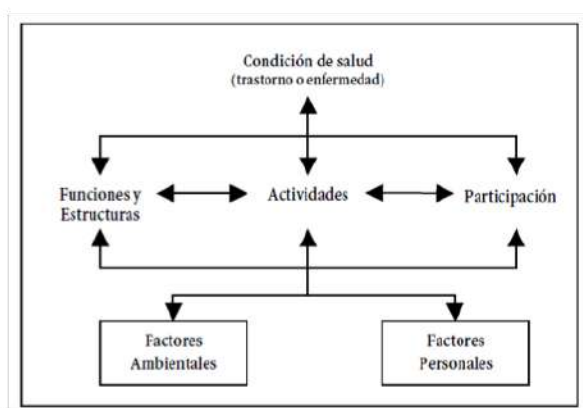 Condición de salud
(trastorno o enfermedad)
Funciones y
Estructuras
Actividades
Participación
Factores
Ambientales
Factores
Personales